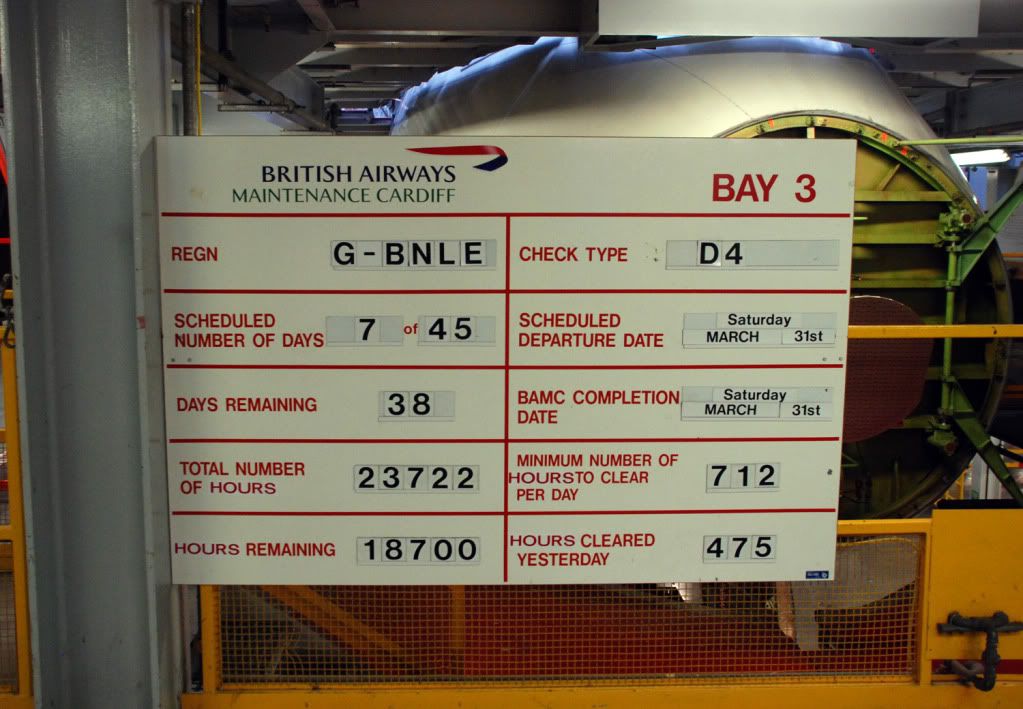 BRITISH AIRWAYS
MAINTENANCE CARDIFF
BAY 3
REGN
G-BNLE
CHECK TYPE
D4
SCHEDULED
NUMBER OF DAYS
7 of 45
SCHEDULED
DEPARTURE DATE
Saturday
MARCH 31st
DAYS REMAINING
38
BAMC COMPLETION
DATE
Saturday
MARCH 31st
TOTAL NUMBER
OF HOURS
23722
MINIMUM NUMBER OF
HOURS TO CLEAR
PER DAY
712
HOURS REMAINING
18700
HOURS CLEARED
YESTERDAY
475